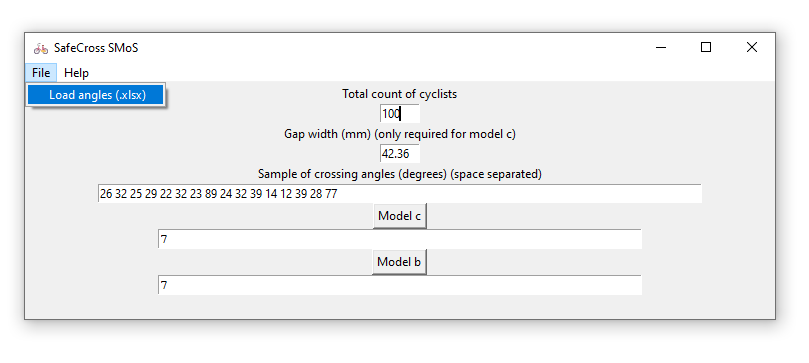 SafeCross SMoS
File Help
Load angles (.xlsx)
Total count of cyclists
100
Gap width (mm) (only required for model c)
42.36
Sample of crossing angles (degrees) (space separated)
26 32 25 29 22 32 23 89 24 32 39 14 12 39 28 77
Model c
7
Model b
7